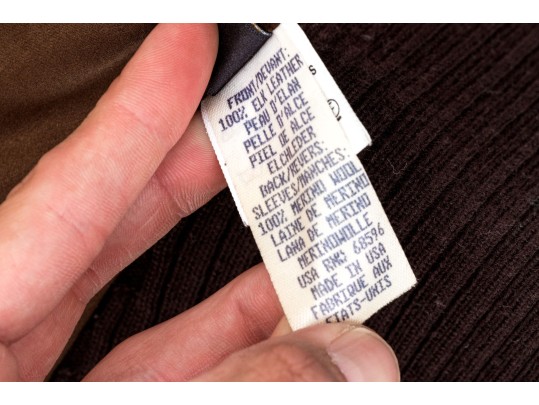 FRONT/DEVANT:
100% ELK LEATHER
PEAU D'ELAN
PELLE D'ALCE
PIEL DE ALCE
ELCHLEDER
BACK/REVERS:
SLEEVES/MANCHES:
100% MERINO WOOL
LAINE DE MERINO
LANA DE MERINO
MERINOWOLLE
USA RN#: 68596
MADE IN USA
FABRIQUE AUX
ETATS-UNIS
S